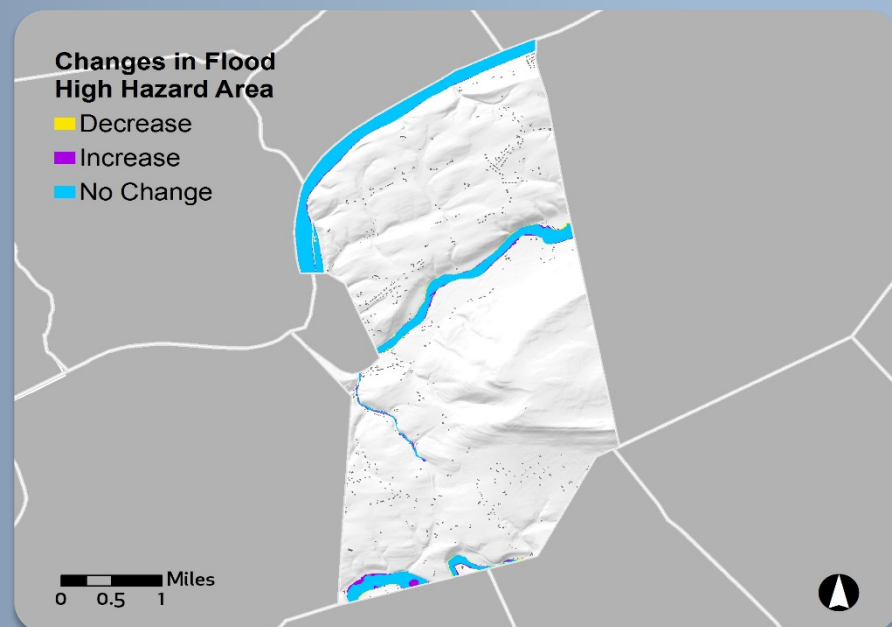 Changes in Flood
High Hazard Area
Decrease
Increase
No Change
Miles
0 0.5 1